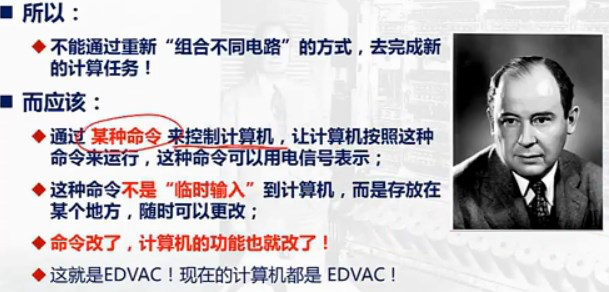 ■ 所以：
◆ 不能通过重新“组合不同电路”的方式，去完成新
的计算任务！
■ 而应该：
◆ 通过 某种命令 来控制计算机，让计算机按照这种
命令来运行，这种命令可以用电信号表示；
◆ 这种命令不是“临时输入”到计算机，而是存放在
某个地方，随时可以更改；
◆ 命令改了，计算机的功能也就改了！
◆ 这就是EDVAC！现在的计算机都是 EDVAC！